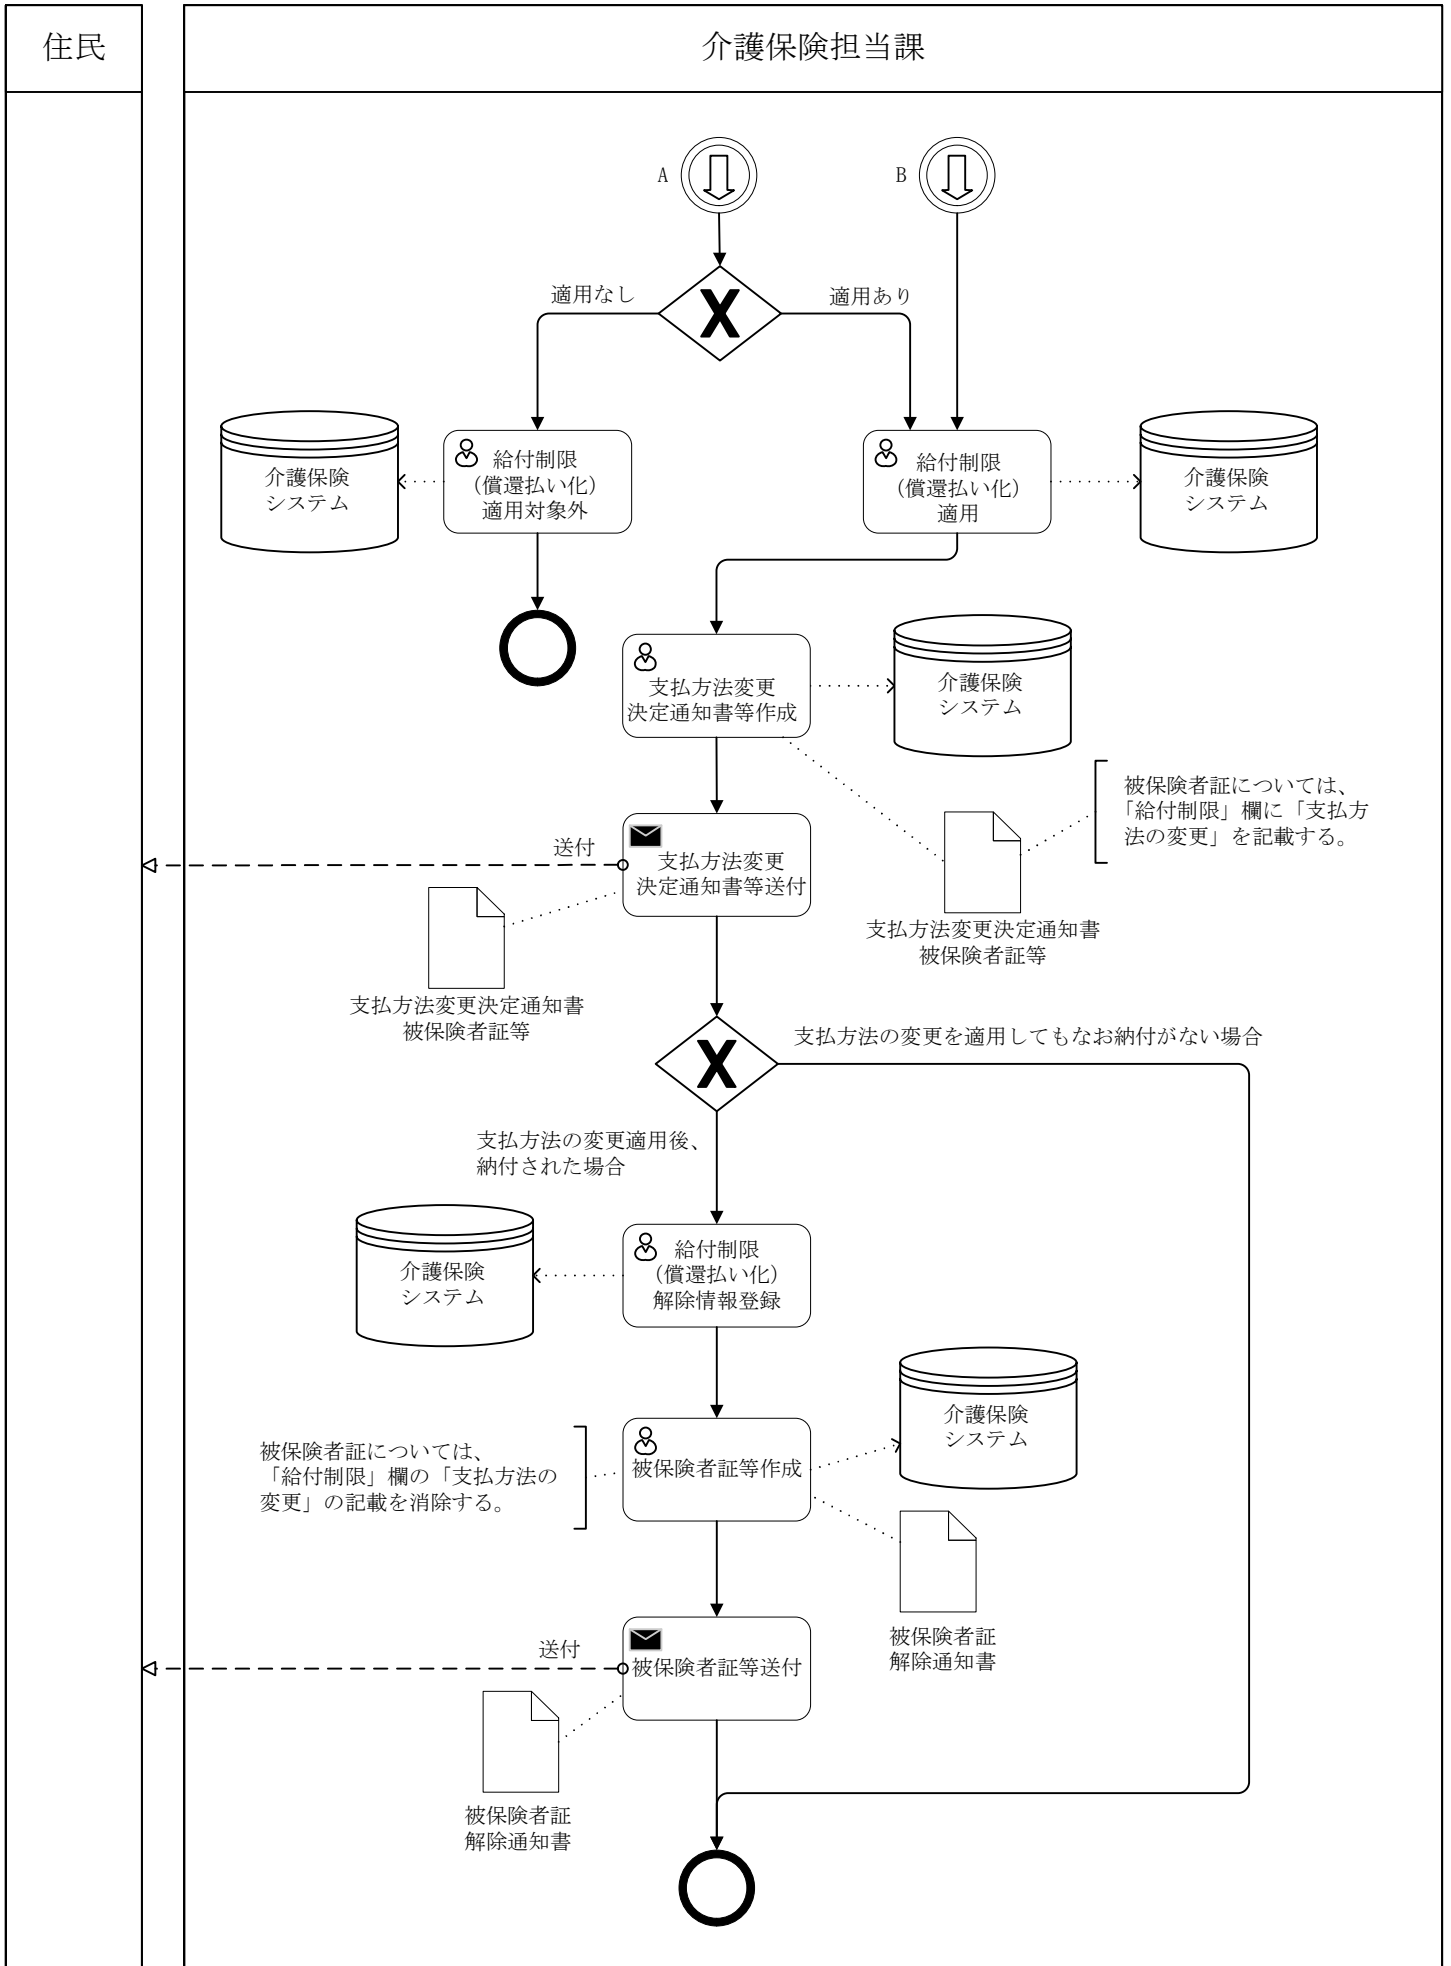 住民
介護保険担当課
A
B
適用なし
適用あり
介護保険
システム
給付制限
（償還払い化）
適用対象外
給付制限
（償還払い化）
適用
介護保険
システム
支払方法変更
決定通知書等作成
介護保険
システム
被保険者証については、
「給付制限」欄に「支払方
法の変更」を記載する。
送付
支払方法変更
決定通知書等送付
支払方法変更決定通知書
被保険者証等
支払方法変更決定通知書
被保険者証等
支払方法の変更を適用してもなお納付がない場合
支払方法の変更適用後、
納付された場合
介護保険
システム
給付制限
（償還払い化）
解除情報登録
介護保険
システム
被保険者証については、
「給付制限」欄の「支払方法の
変更」の記載を消除する。
被保険者証等作成
被保険者証
解除通知書
送付
被保険者証等送付
被保険者証
解除通知書